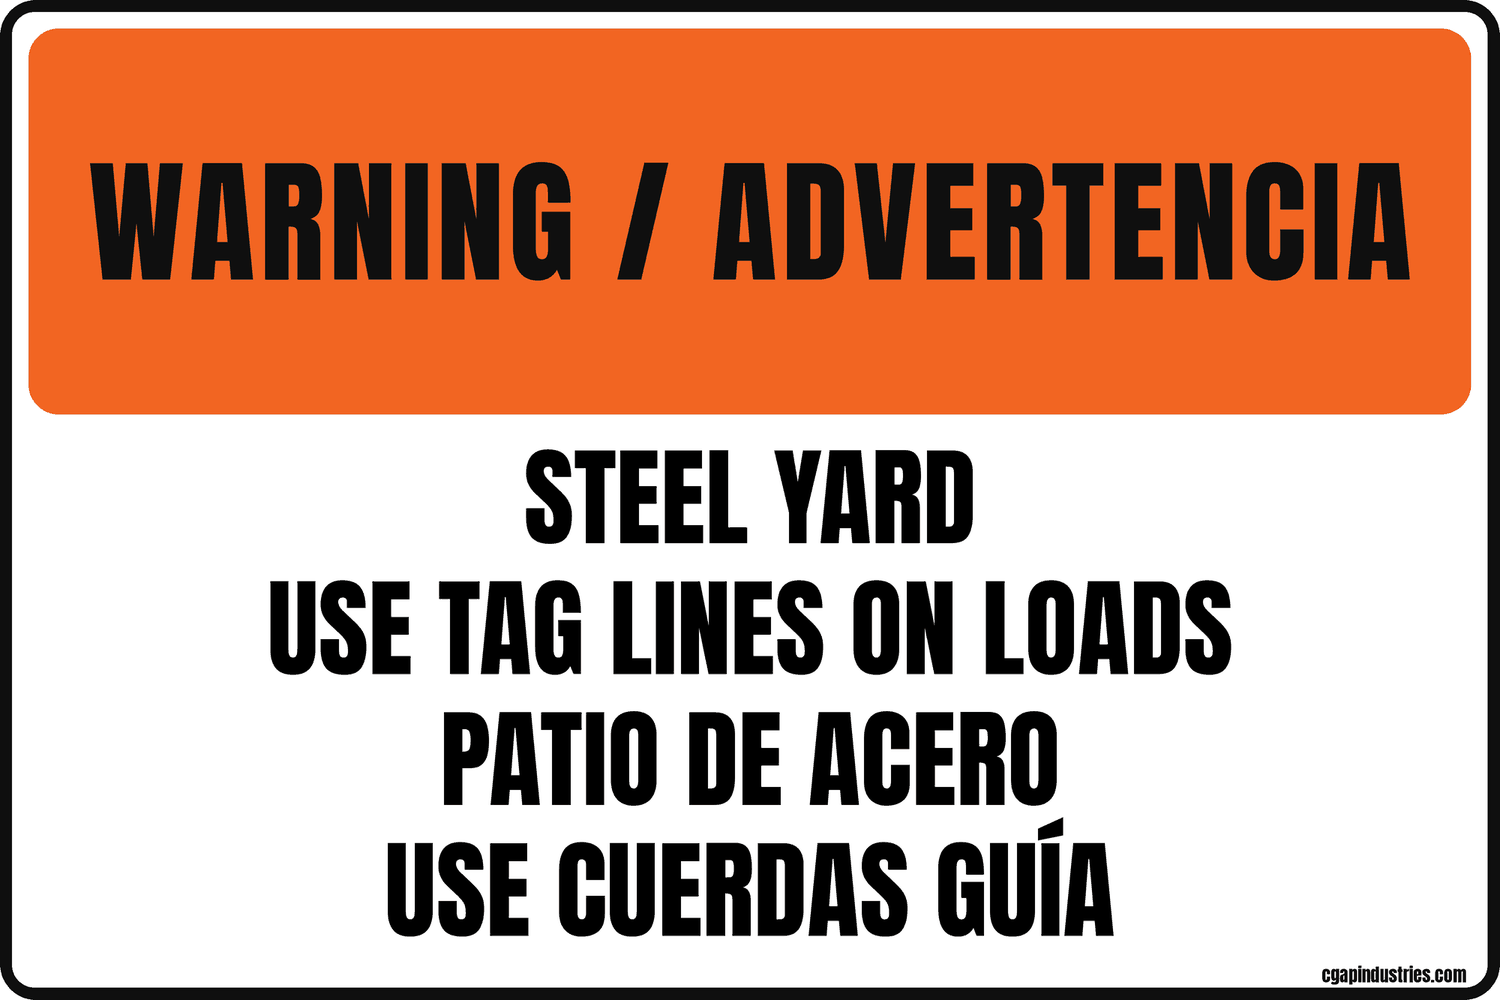 WARNING / ADVERTENCIA
STEEL YARD
USE TAG LINES ON LOADS
PATIO DE ACERO
USE CUERDAS GUÍA
cgapindustries.com